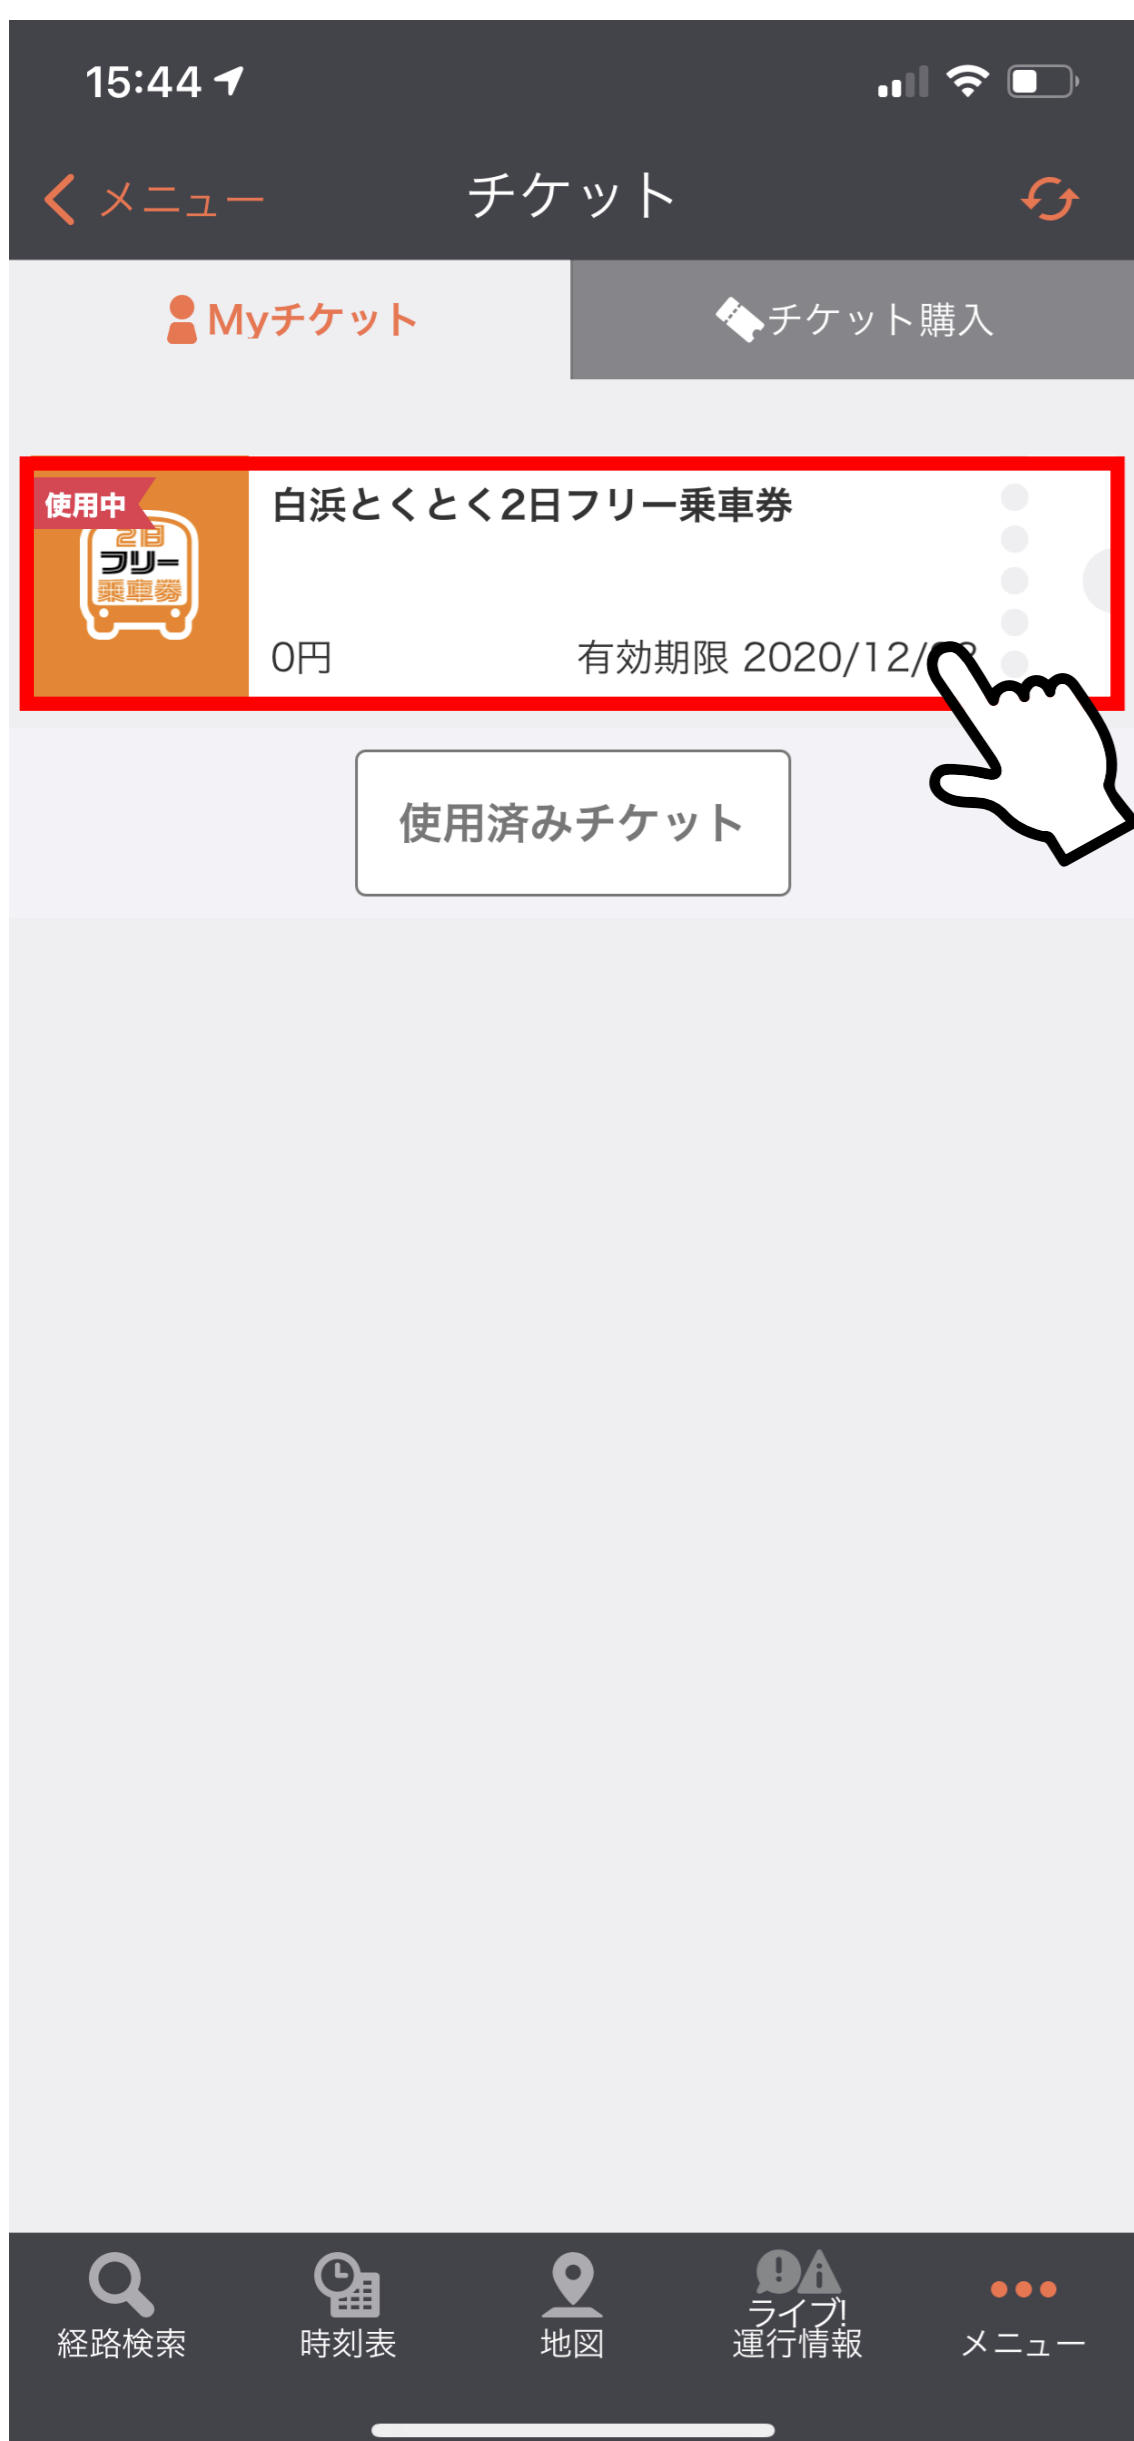 15:44
メニュー
チケット
Myチケット
チケット購入
使用中
2日
フリー
乗車券
白浜とくとく2日フリー乗車券
0円
有効期限 2020/12/
使用済みチケット
経路検索
時刻表
地図
ライブ!
運行情報
メニュー